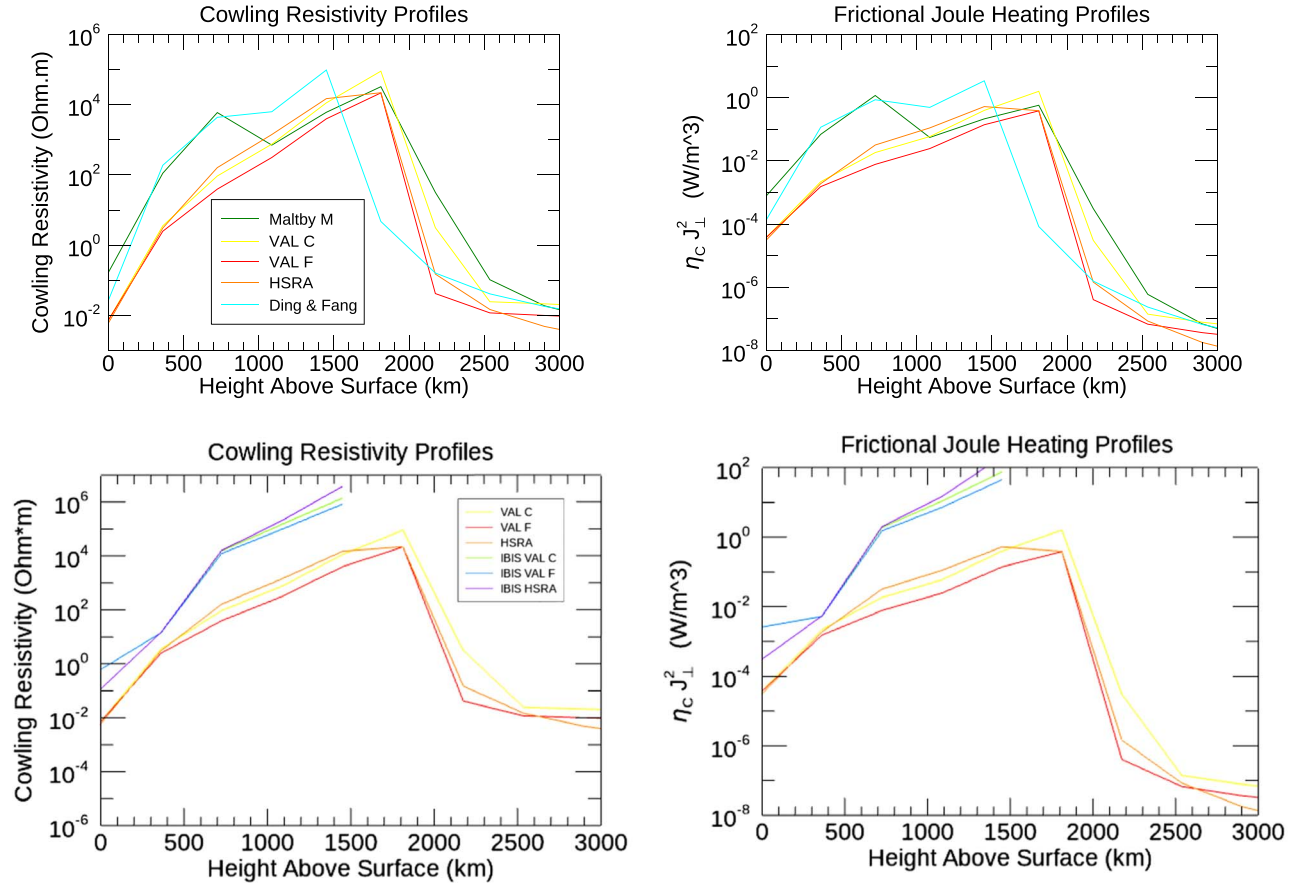 Cowling Resistivity Profiles
Cowling Resistivity (Ohm.m)
10^6
10^4
10^2
10^0
10^-2
Maltby M
VAL C
VAL F
HSRA
Ding & Fang
0 500 1000 1500 2000 2500 3000
Height Above Surface (km)
Frictional Joule Heating Profiles
η_C J_⊥^2 (W/m^3)
10^2
10^0
10^-2
10^-4
10^-6
10^-8
0 500 1000 1500 2000 2500 3000
Height Above Surface (km)
Cowling Resistivity Profiles
Cowling Resistivity (Ohm*m)
10^6
10^4
10^2
10^0
10^-2
10^-4
10^-6
VAL C
VAL F
HSRA
IBIS VAL C
IBIS VAL F
IBIS HSRA
0 500 1000 1500 2000 2500 3000
Height Above Surface (km)
Frictional Joule Heating Profiles
η_C J_⊥^2 (W/m^3)
10^2
10^0
10^-2
10^-4
10^-6
10^-8
0 500 1000 1500 2000 2500 3000
Height Above Surface (km)